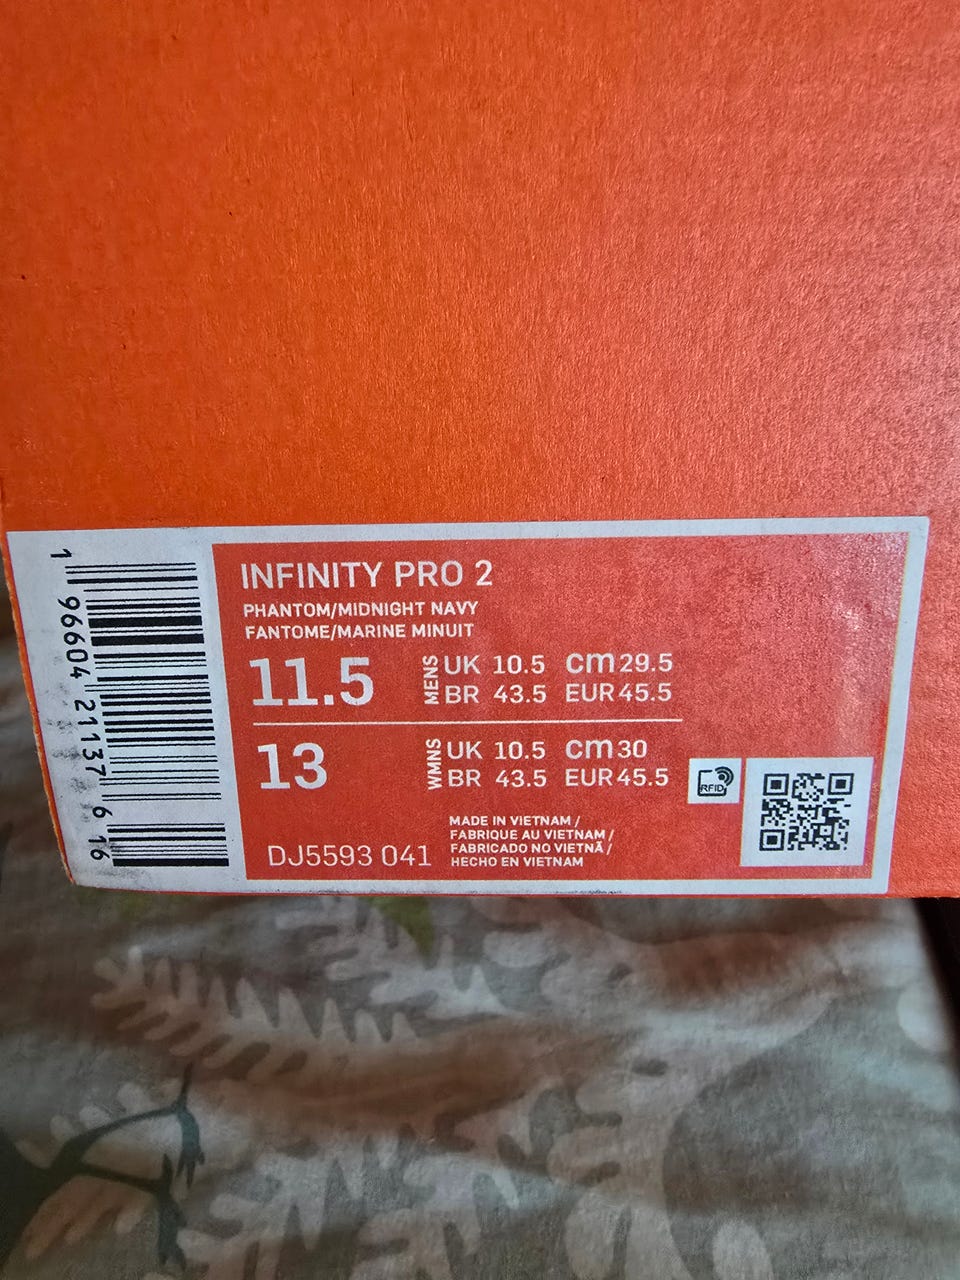 INFINITY PRO 2
PHANTOM/MIDNIGHT NAVY
FANTOME/MARINE MINUIT
11.5 MENS UK 10.5 cm 29.5
BR 43.5 EUR 45.5
13 WMNS UK 10.5 cm 30
BR 43.5 EUR 45.5
RFID
MADE IN VIETNAM /
FABRIQUE AU VIETNAM /
FABRICADO NO VIETNÃ /
HECHO EN VIETNAM
DJ5593 041
1 96604 21137 6 16